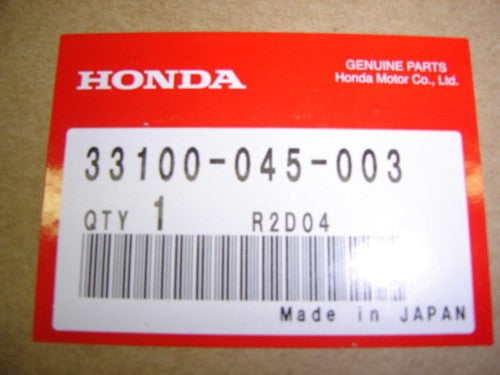 HONDA
GENUINE PARTS
Honda Motor Co., Ltd.
33100-045-003
QTY 1 R2D04
Made in JAPAN